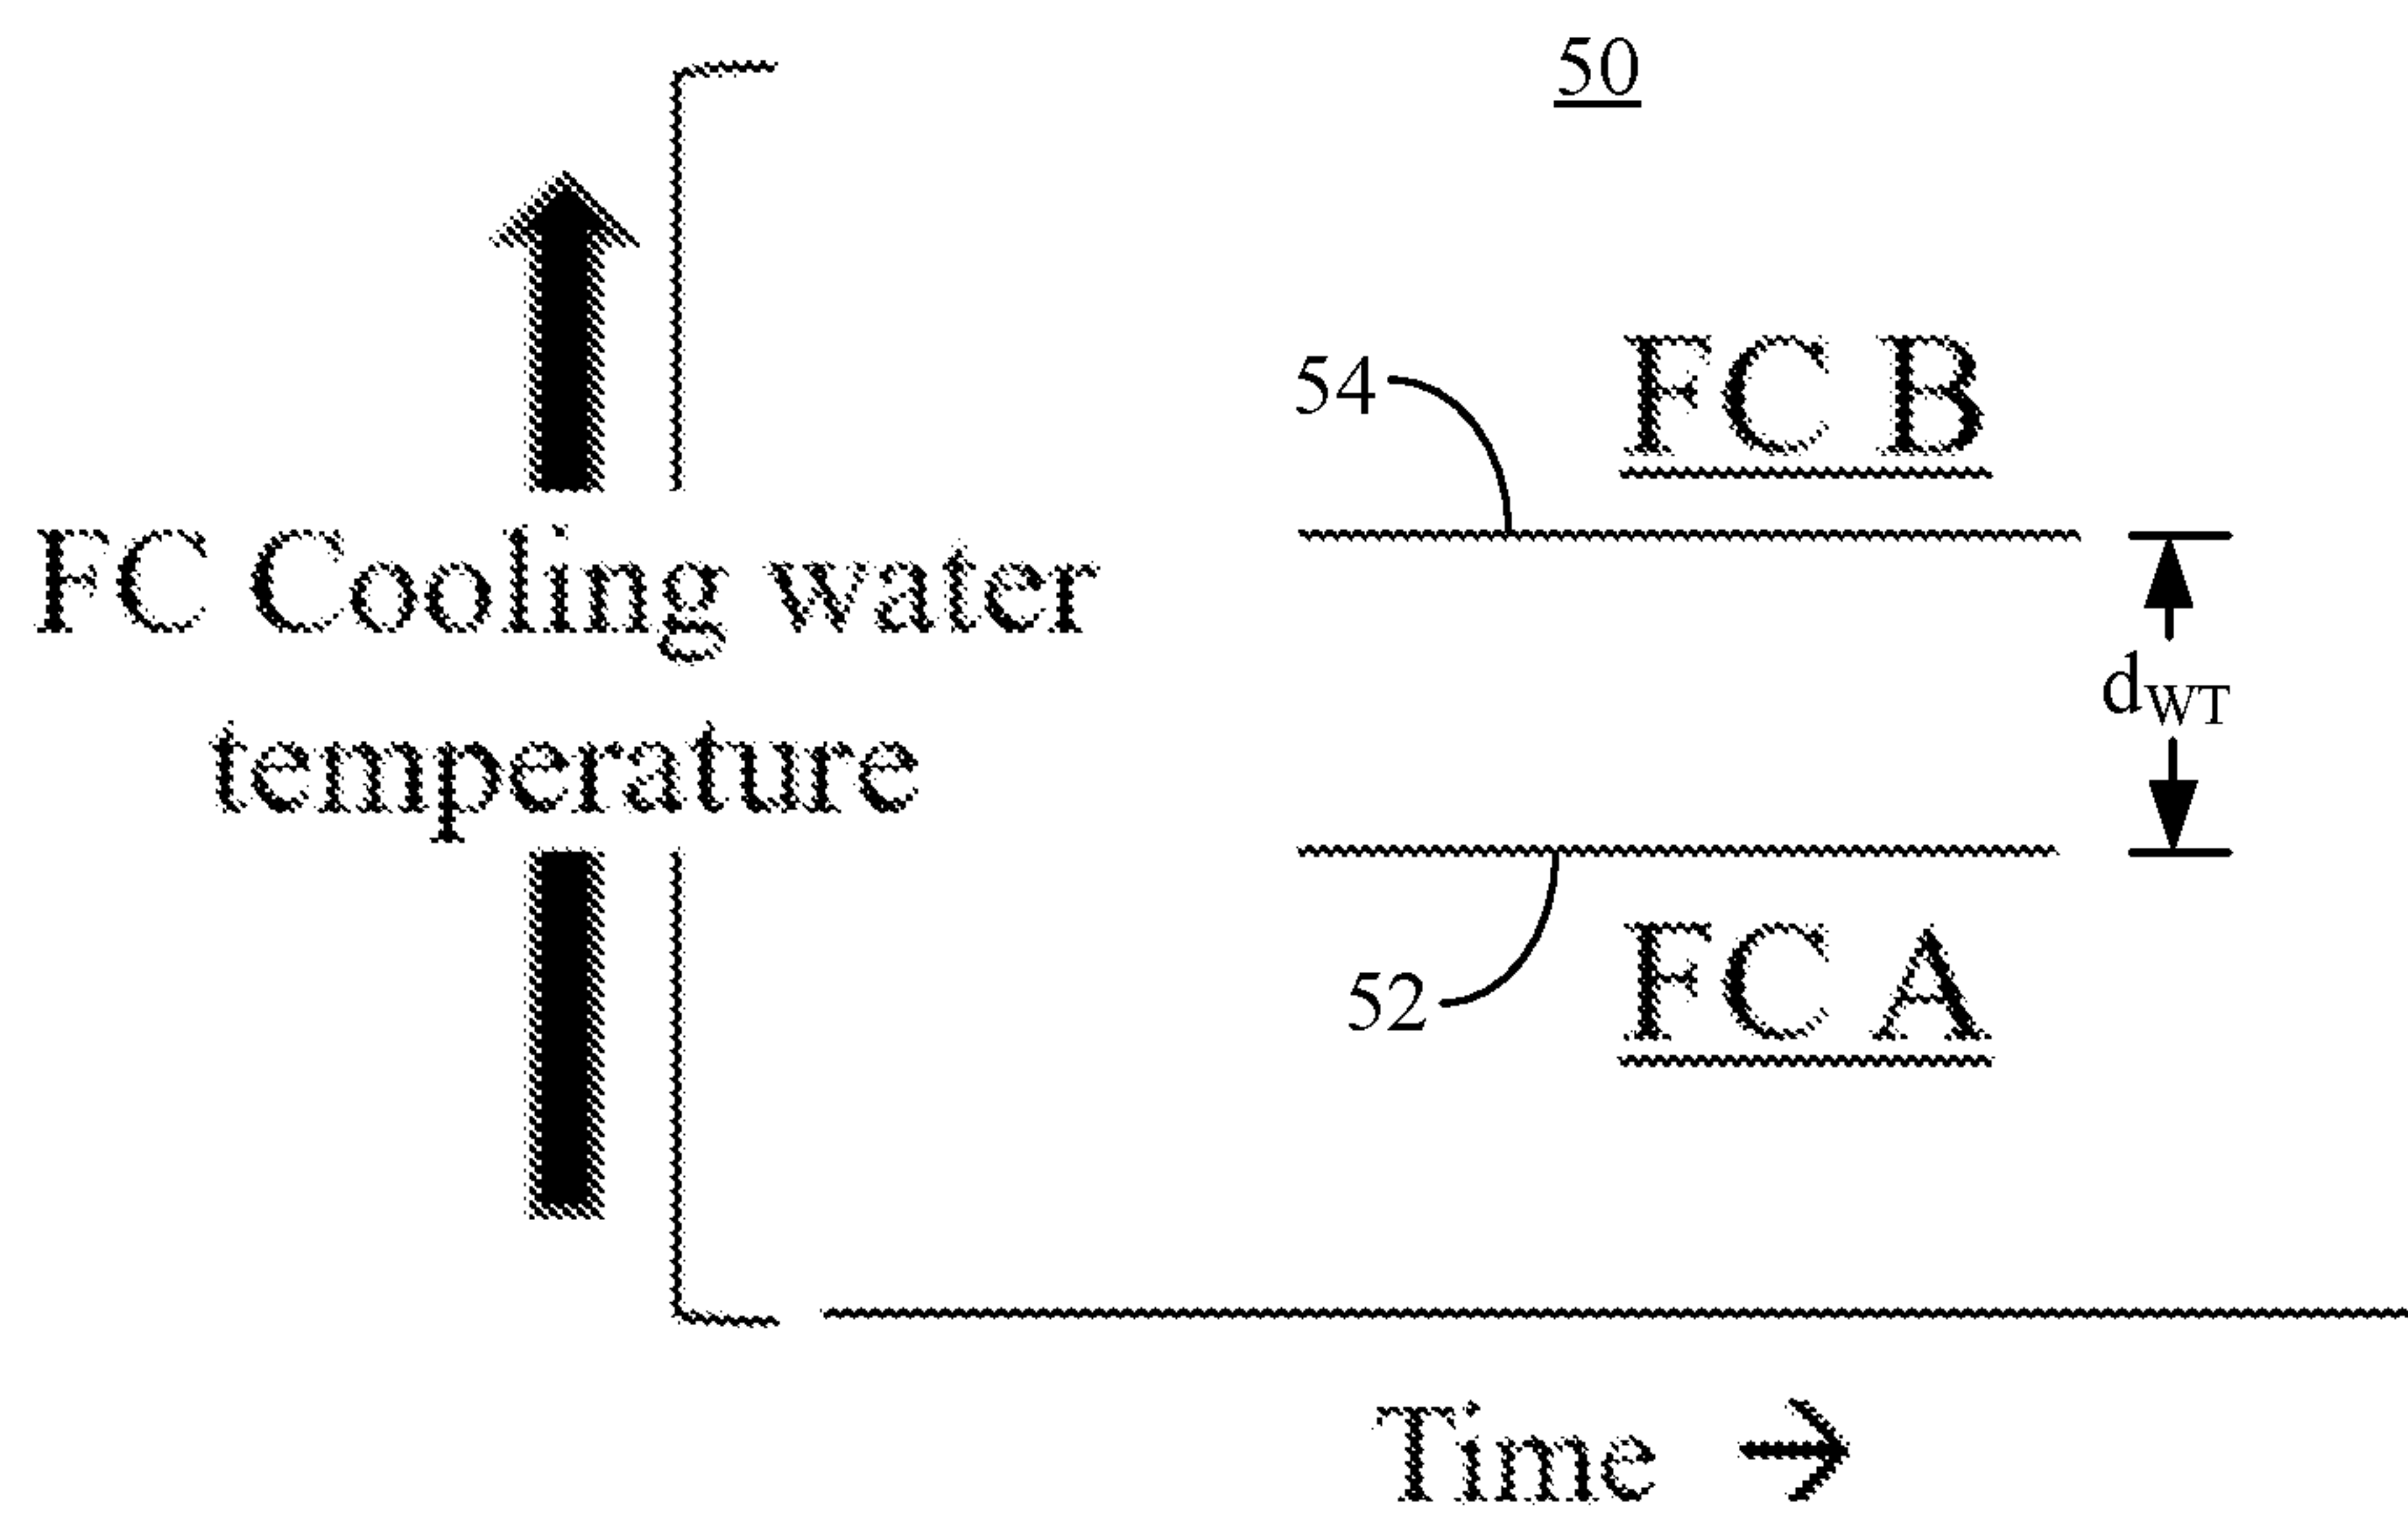 50
FC B
54
FC Cooling water
temperature
dWT
52
FC A
Time →